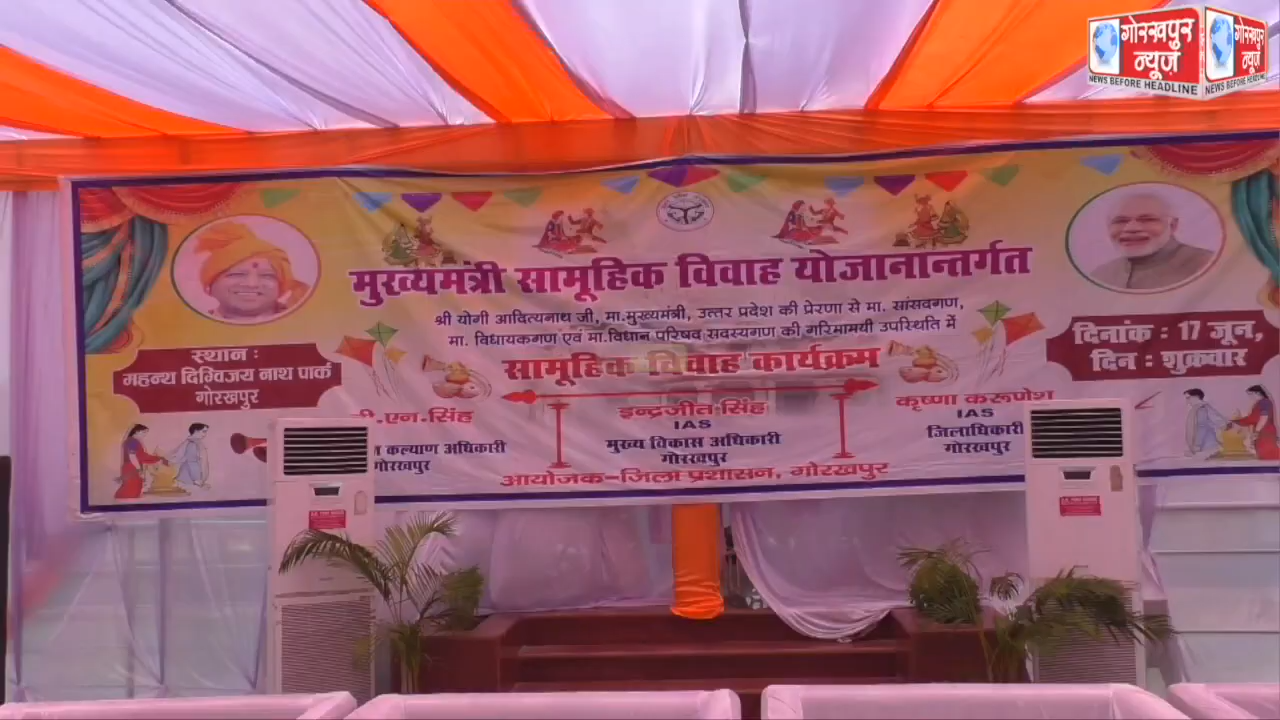 गोरखपुर
न्यूज़
NEWS BEFORE HEADLINE
गोरखपुर
न्यूज़
NEWS BEFORE HEADLINE
मुख्यमंत्री सामूहिक विवाह योजानान्तर्गत
श्री योगी आदित्यनाथ जी, मा.मुख्यमंत्री, उत्तर प्रदेश की प्रेरणा से मा. सांसदगण,
मा. विधायकगण एवं मा.विधान परिषद सदस्यगण की गरिमामयी उपस्थिति में
सामूहिक विवाह कार्यक्रम
स्थान :
महन्थ दिग्विजय नाथ पार्क
गोरखपुर
दिनांक : 17 जून,
दिन : शुक्रवार
एन.सिंह
कल्याण अधिकारी
गोरखपुर
इन्द्रजीत सिंह
IAS
मुख्य विकास अधिकारी
गोरखपुर
कृष्णा करूणेश
IAS
जिलाधिकारी
गोरखपुर
आयोजक-जिला प्रशासन, गोरखपुर